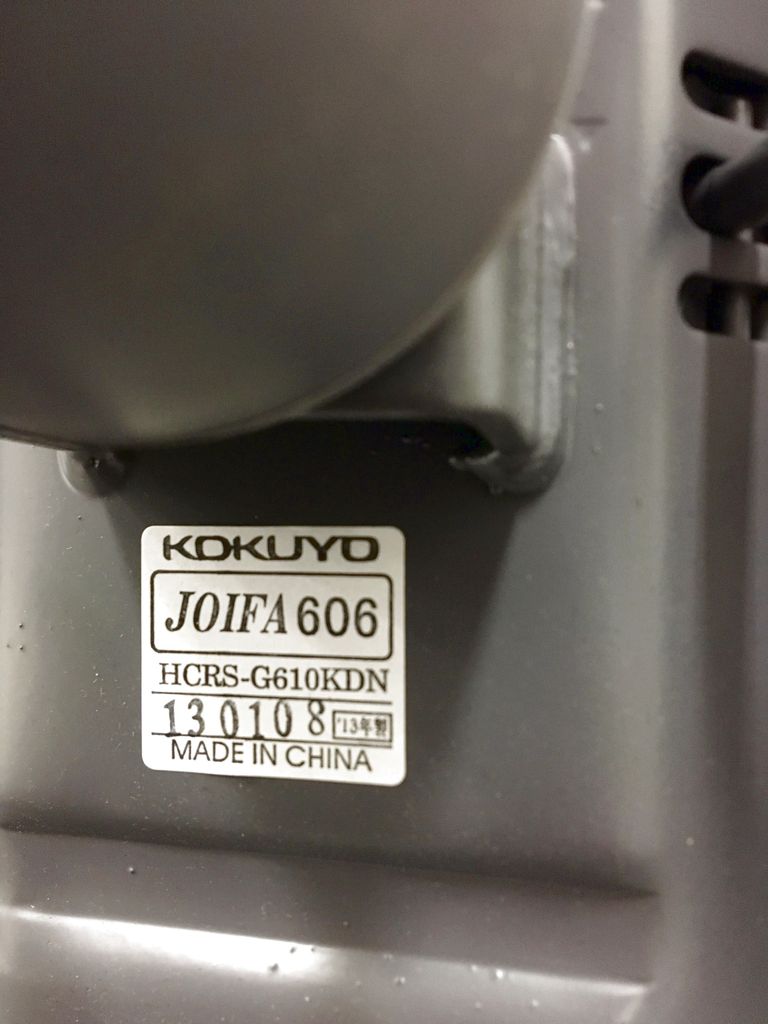 KOKUYO
JOIFA 606
HCRS-G610KDN
130108 '13年製
MADE IN CHINA